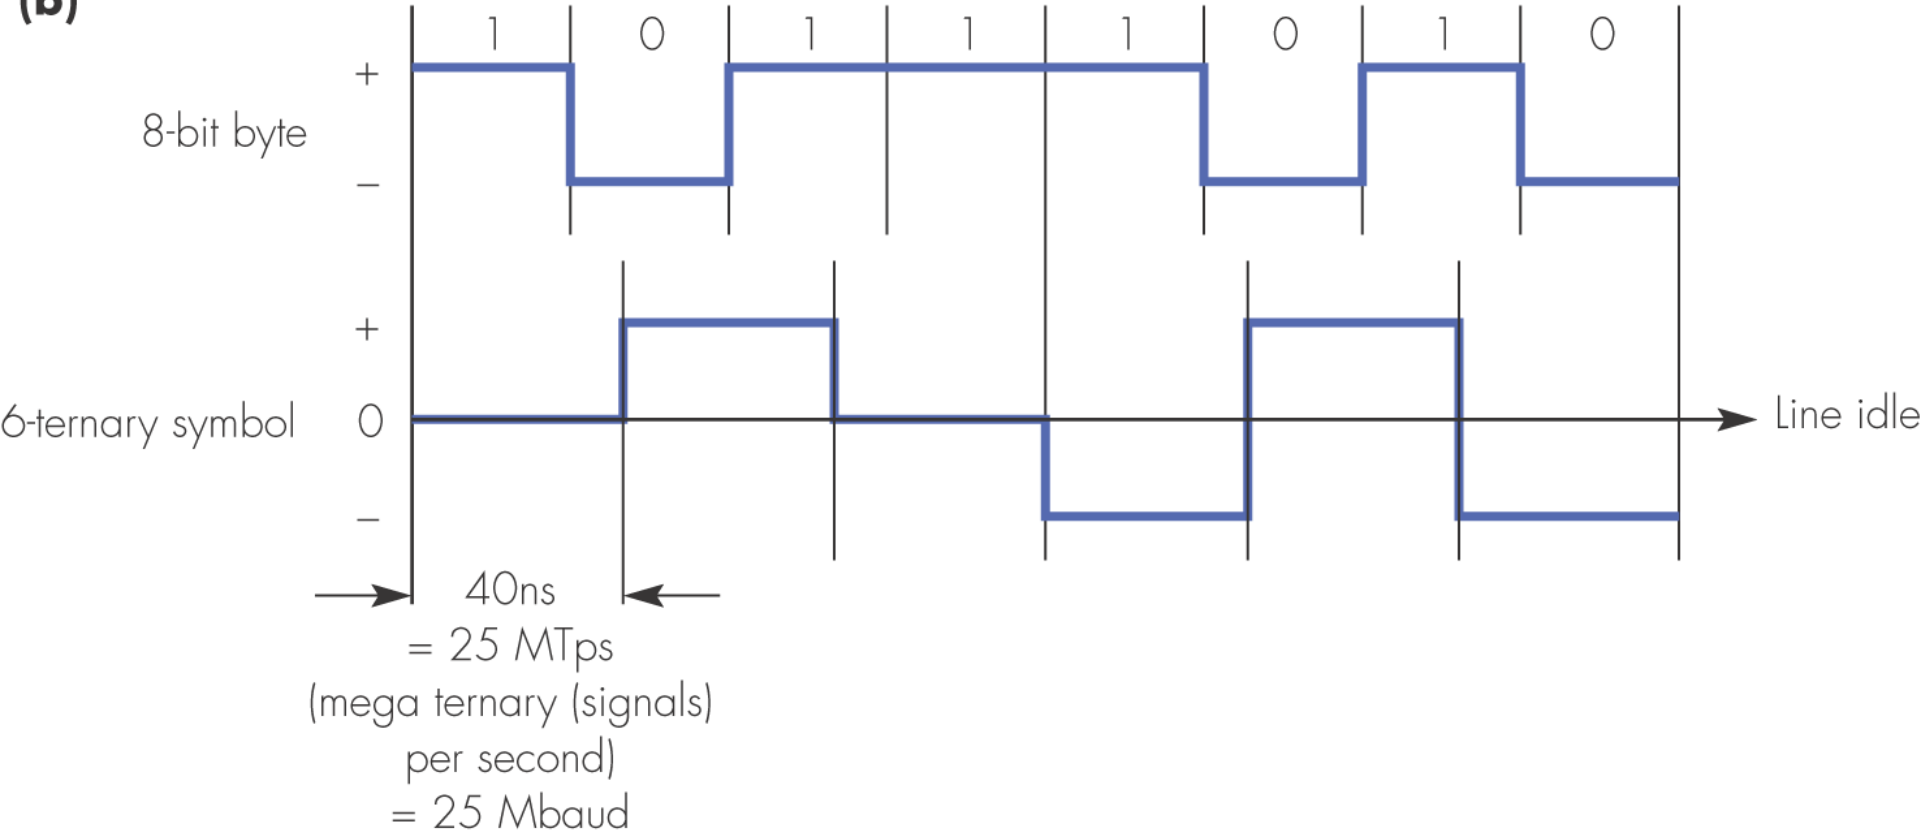 (b)
1 0 1 1 1 0 1 0
+
8-bit byte
−
+
6-ternary symbol 0 Line idle
−
40ns
= 25 MTps
(mega ternary (signals)
per second)
= 25 Mbaud